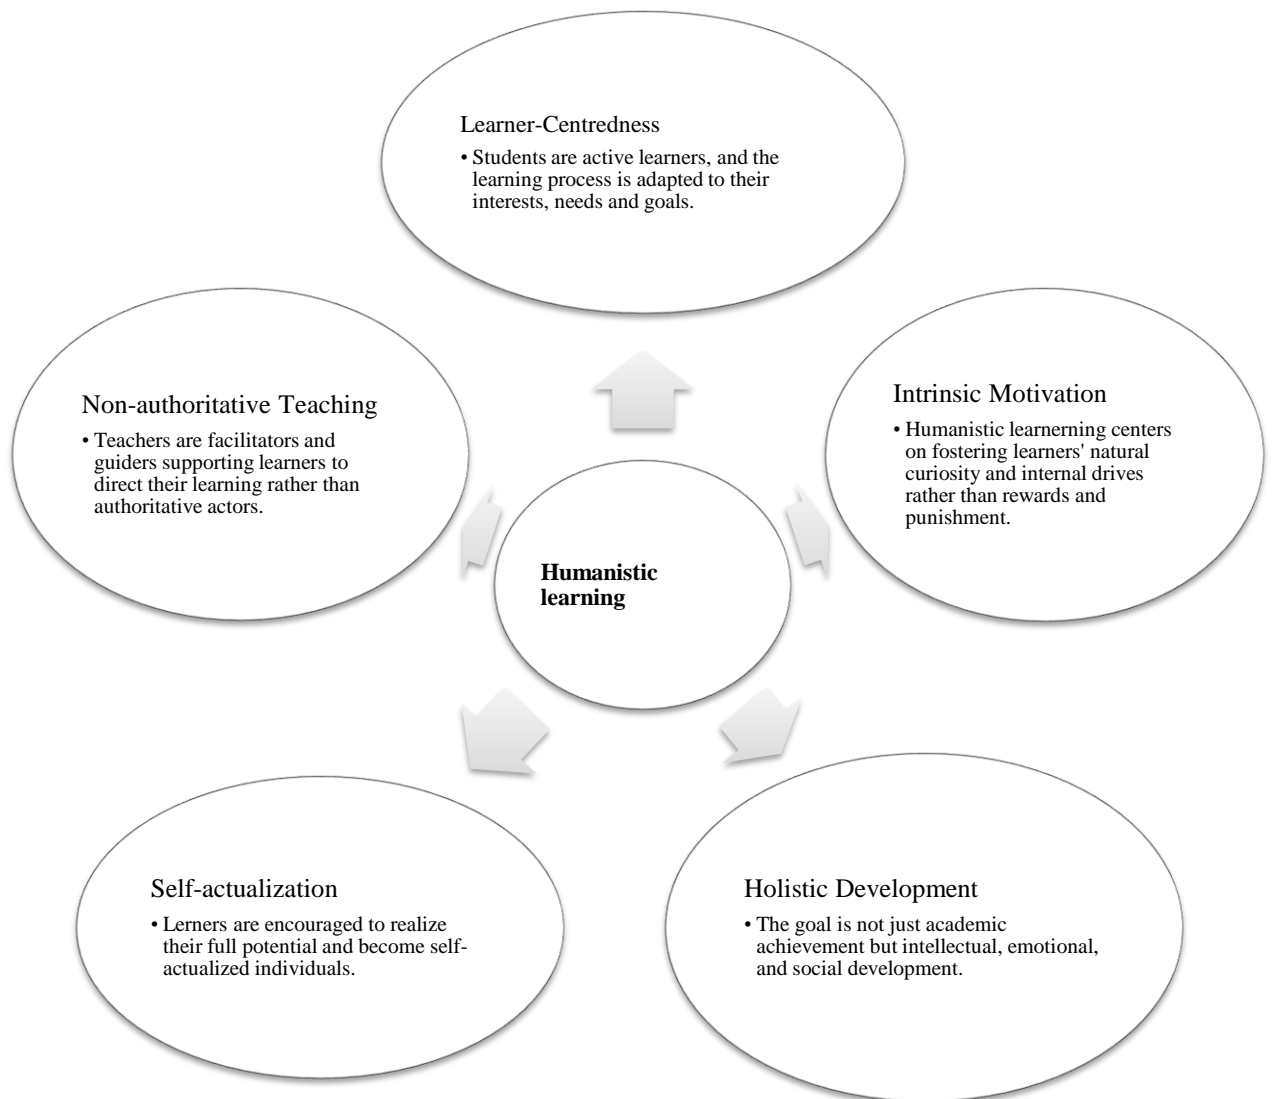 Learner-Centredness
• Students are active learners, and the
learning process is adapted to their
interests, needs and goals.
Non-authoritative Teaching
• Teachers are facilitators and
guiders supporting learners to
direct their learning rather than
authoritative actors.
Intrinsic Motivation
• Humanistic learnerning centers
on fostering learners' natural
curiosity and internal drives
rather than rewards and
punishment.
Humanistic
learning
Self-actualization
• Lerners are encouraged to realize
their full potential and become self-
actualized individuals.
Holistic Development
• The goal is not just academic
achievement but intellectual, emotional,
and social development.